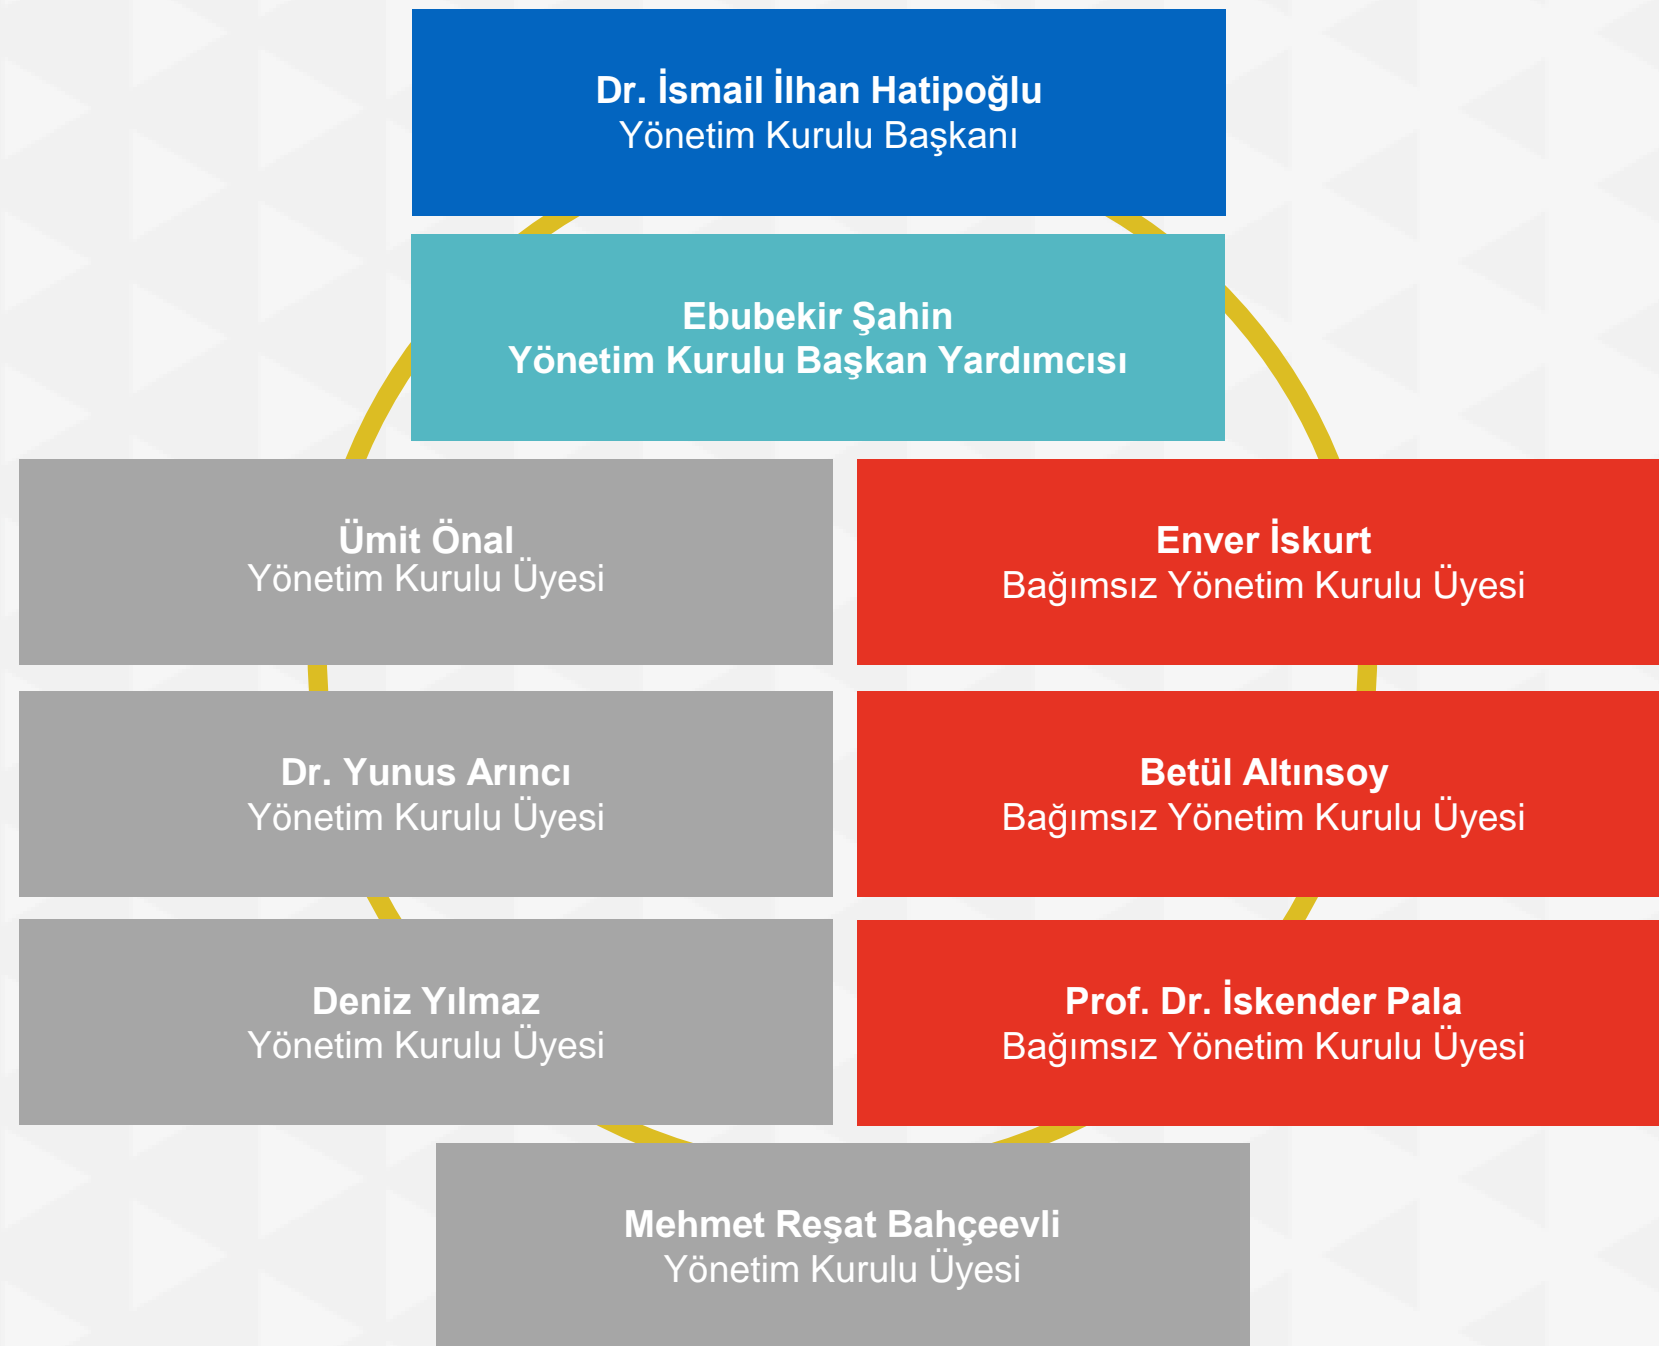 Dr. İsmail İlhan Hatipoğlu
Yönetim Kurulu Başkanı
Ebubekir Şahin
Yönetim Kurulu Başkan Yardımcısı
Ümit Önal
Yönetim Kurulu Üyesi
Enver İskurt
Bağımsız Yönetim Kurulu Üyesi
Dr. Yunus Arıncı
Yönetim Kurulu Üyesi
Betül Altınsoy
Bağımsız Yönetim Kurulu Üyesi
Deniz Yılmaz
Yönetim Kurulu Üyesi
Prof. Dr. İskender Pala
Bağımsız Yönetim Kurulu Üyesi
Mehmet Reşat Bahçeevli
Yönetim Kurulu Üyesi